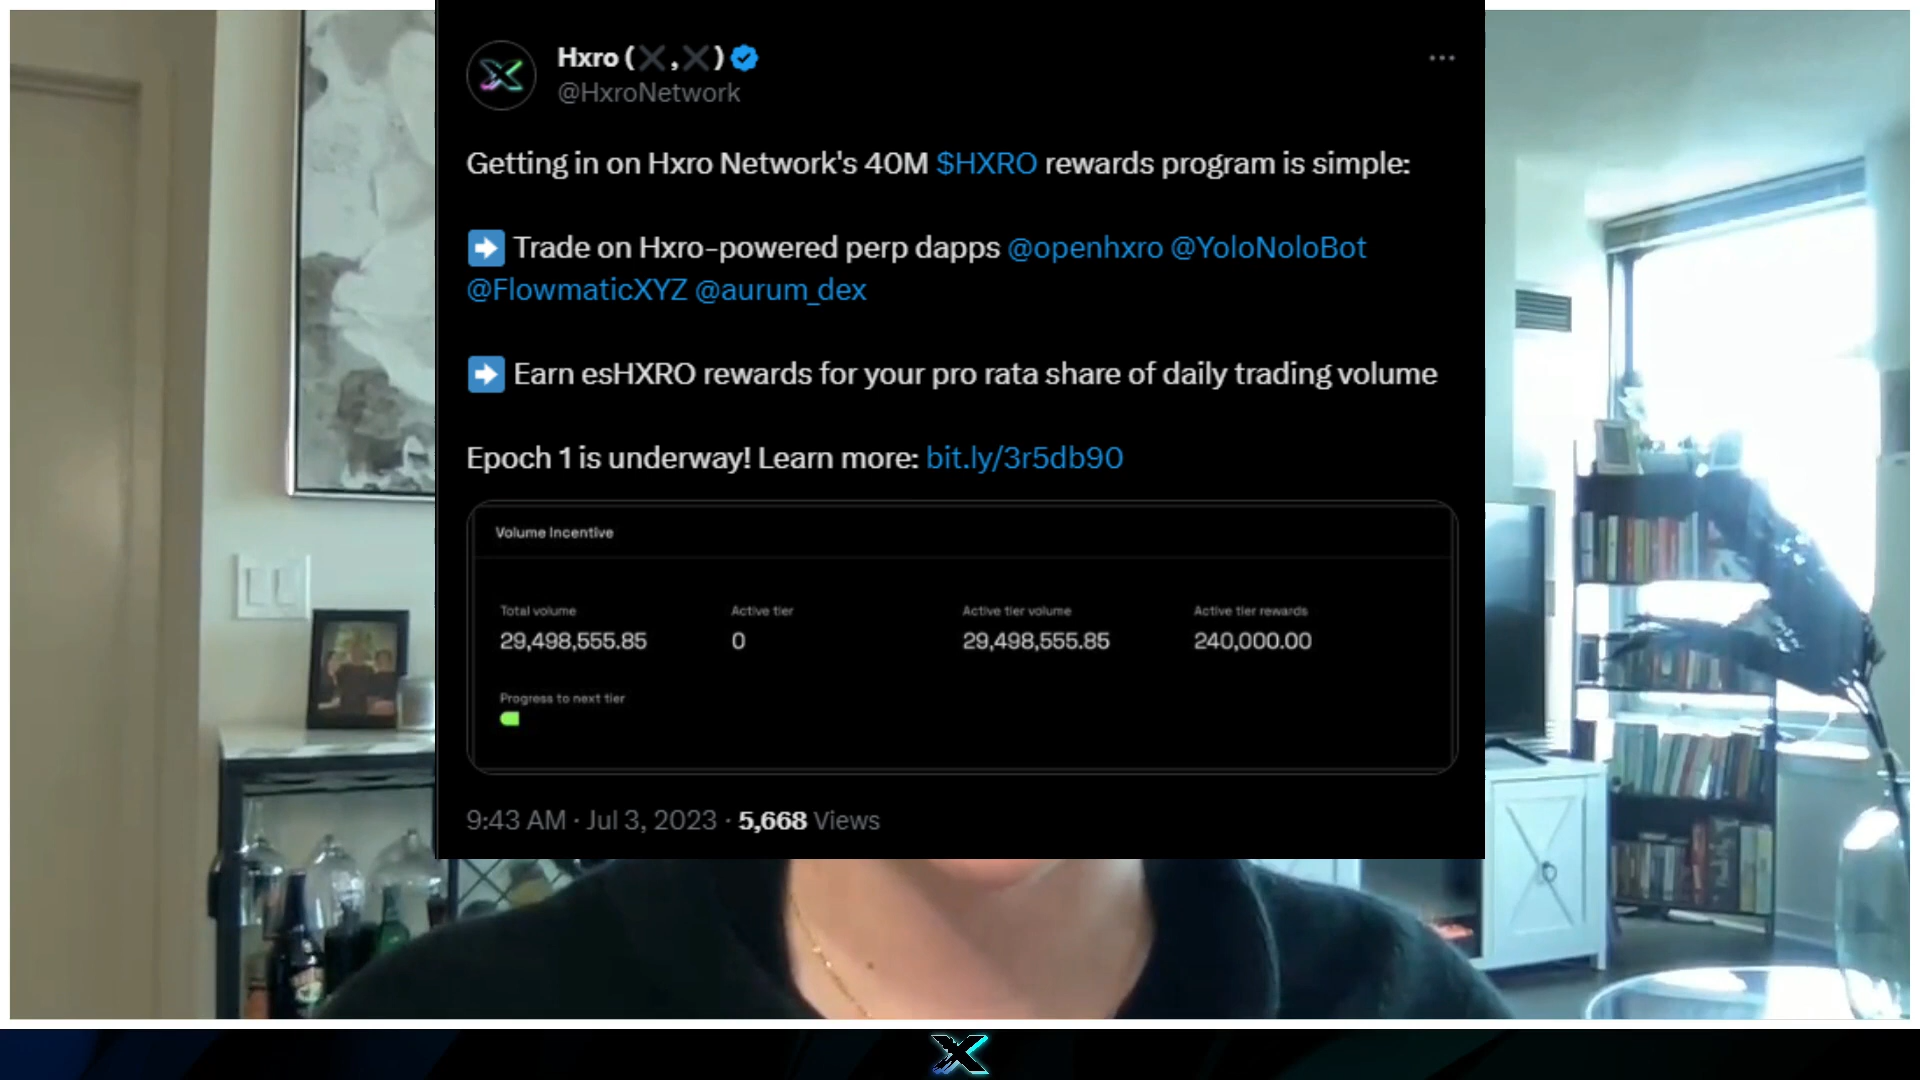 Hxro (❌,❌)
@HxroNetwork
Getting in on Hxro Network's 40M $HXRO rewards program is simple:
➡️ Trade on Hxro-powered perp dapps @openhxro @YoloNoloBot
@FlowmaticXYZ @aurum_dex
➡️ Earn esHXRO rewards for your pro rata share of daily trading volume
Epoch 1 is underway! Learn more: bit.ly/3r5db90
Volume Incentive
Total volume Active tier Active tier volume Active tier rewards
29,498,555.85 0 29,498,555.85 240,000.00
Progress to next tier
9:43 AM · Jul 3, 2023 · 5,668 Views